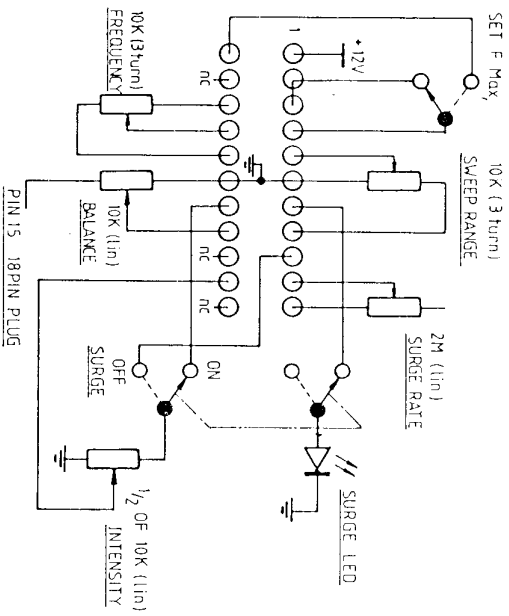 SET F Max,
1
+12V
10K (3 turn)
SWEEP RANGE
2M (lin)
SURGE RATE
SURGE LED
nc
nc
nc
10K (3turn)
FREQUENCY
10K (lin)
BALANCE
PIN 15 18PIN PLUG
ON
OFF
SURGE
1/2 OF 10K (lin)
INTENSITY